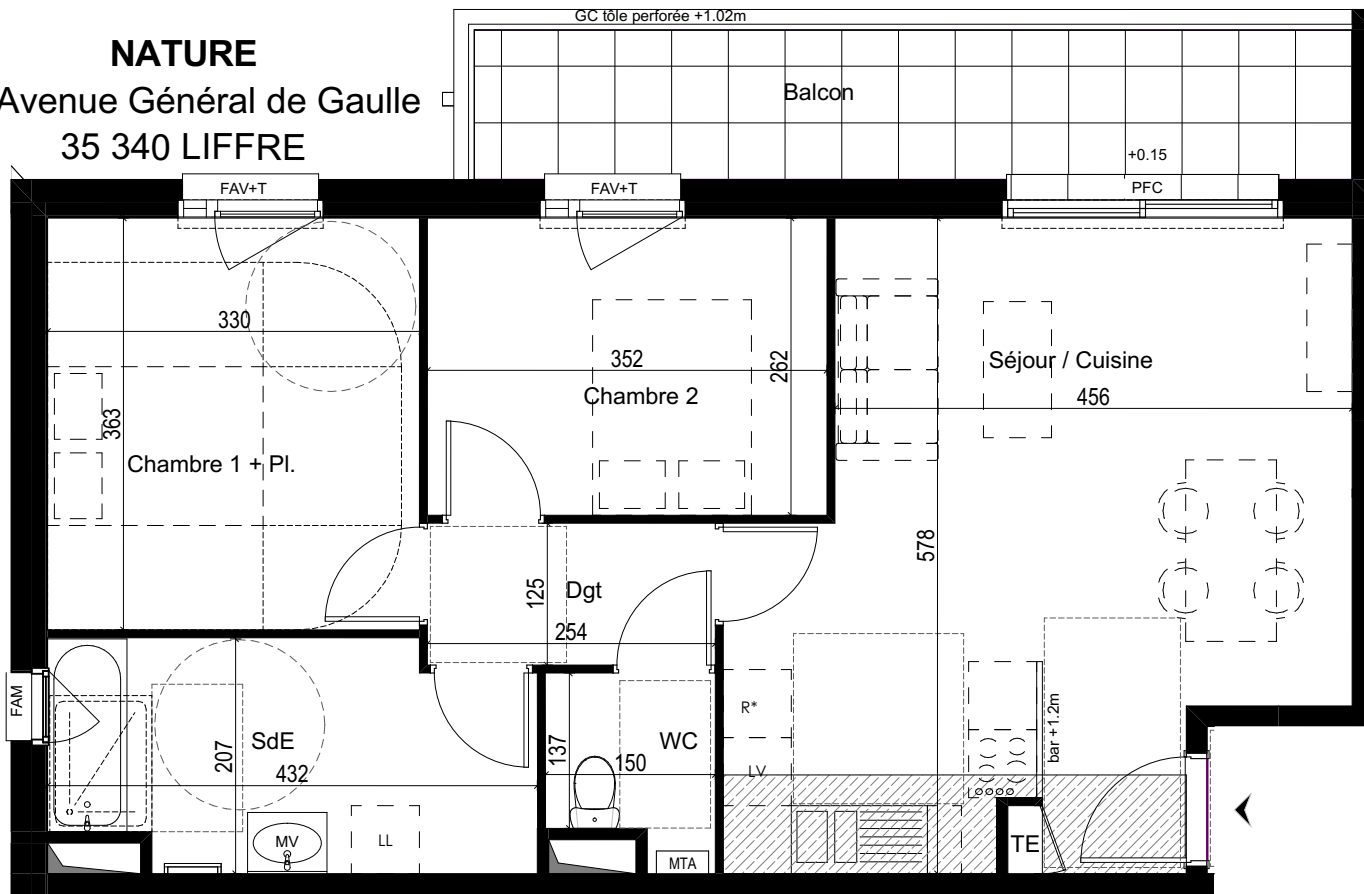 GC tôle perforée +1.02m
NATURE
Avenue Général de Gaulle
35 340 LIFFRE
Balcon
+0.15
FAV+T
FAV+T
PFC
330
352
262
Séjour / Cuisine
456
Chambre 2
363
Chambre 1 + Pl.
578
125
Dgt
254
FAM
R*
bar +1.2m
SdE
207
432
WC
137
150
LV
MV
LL
MTA
TE